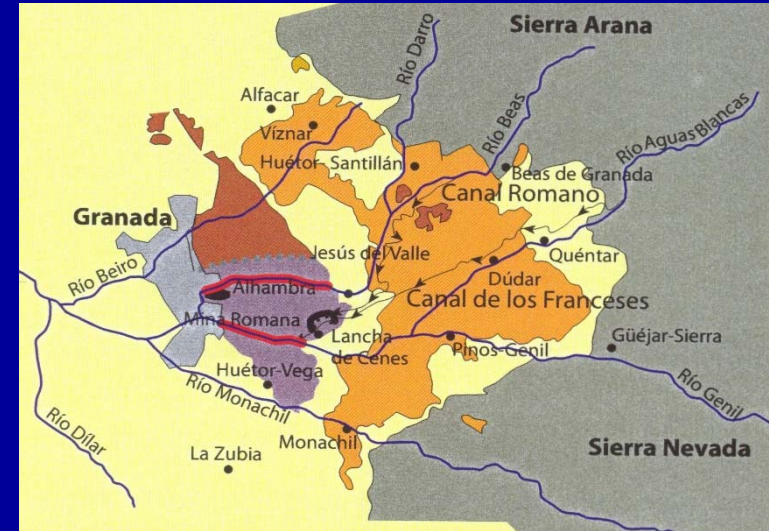 Sierra Arana
Río Darro
Río Beas
Río Aguas Blancas
Alfacar
Víznar
Huétor- Santillán
Beas de Granada
Canal Romano
Granada
Jesús del Valle
Quéntar
Río Beiro
Alhambra
Dúdar
Canal de los Franceses
Mina Romana
Lancha
de Cenes
Pinos-Genil
Güéjar-Sierra
Huétor-Vega
Río Monachil
Río Genil
Río Dílar
Monachil
La Zubia
Sierra Nevada